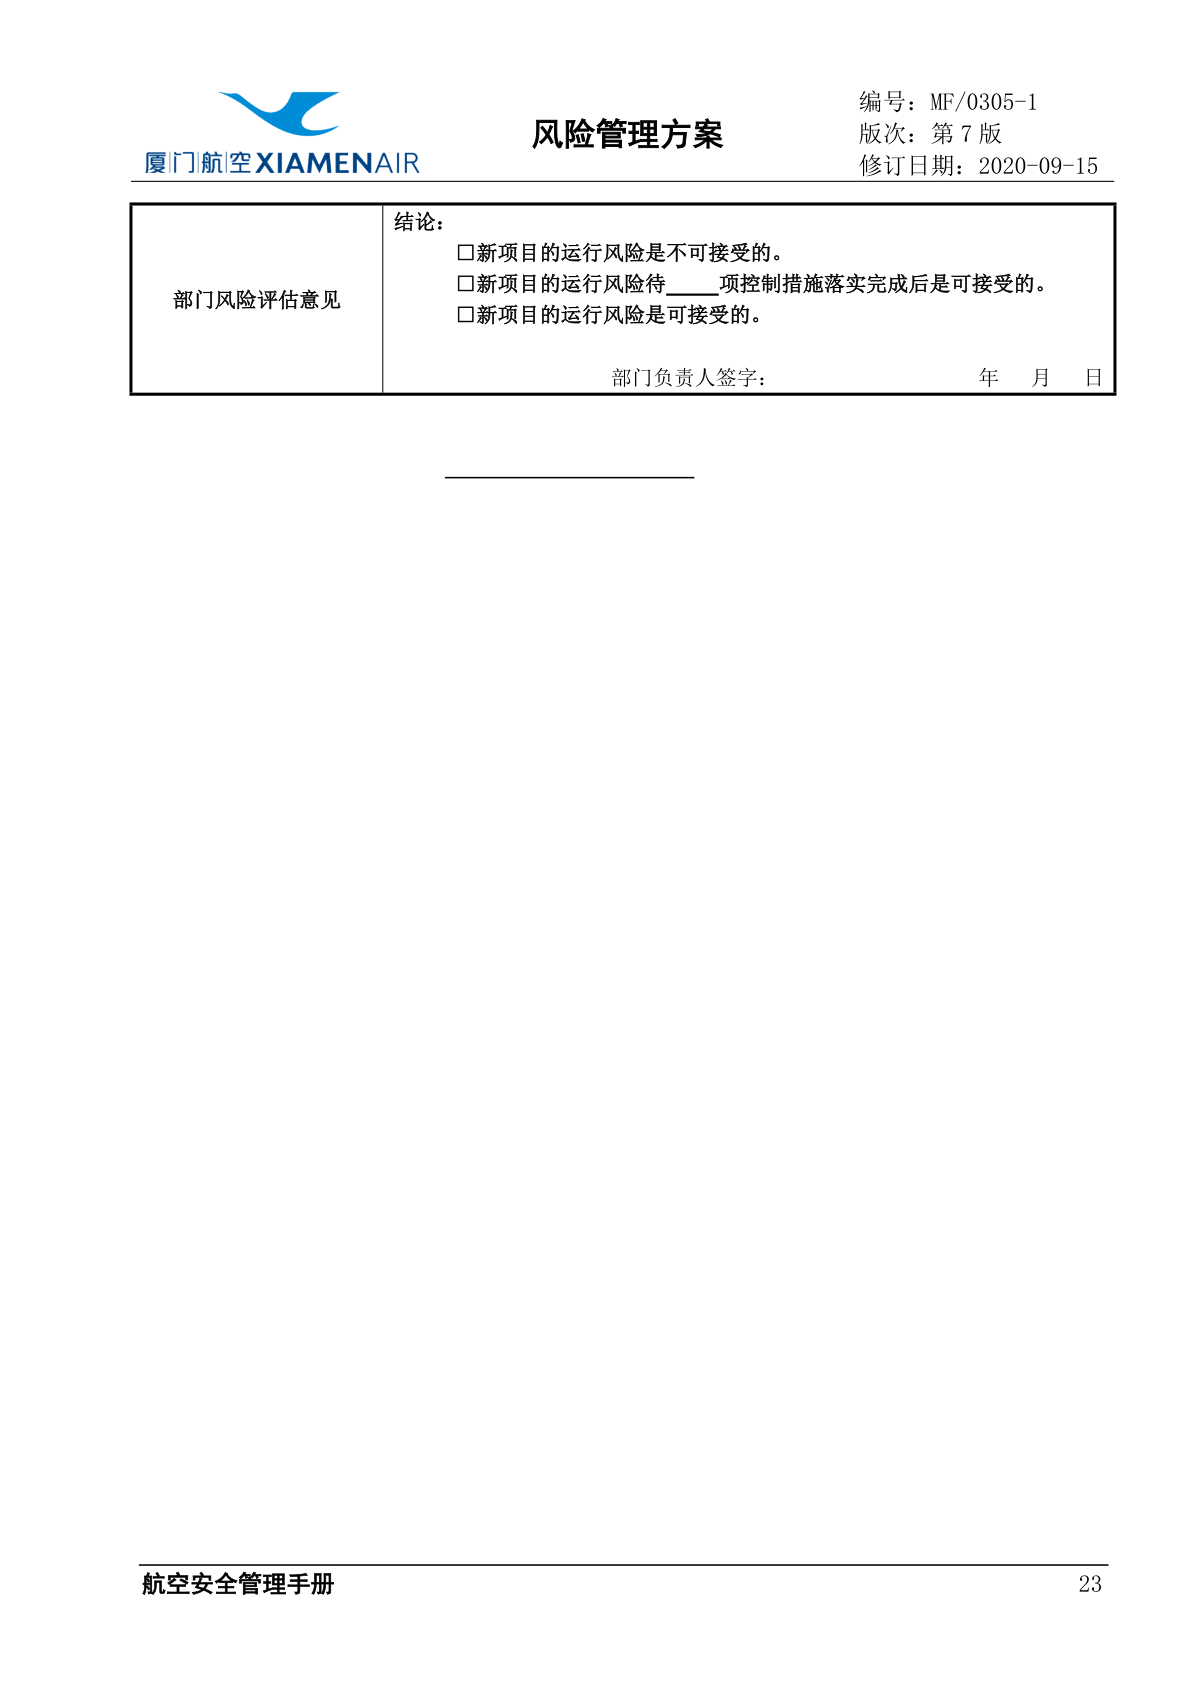 厦门航空 XIAMENAIR
风险管理方案
编号：MF/0305-1
版次：第 7 版
修订日期：2020-09-15
部门风险评估意见
结论：
□新项目的运行风险是不可接受的。
□新项目的运行风险待_____项控制措施落实完成后是可接受的。
□新项目的运行风险是可接受的。
部门负责人签字： 年 月 日
航空安全管理手册 23